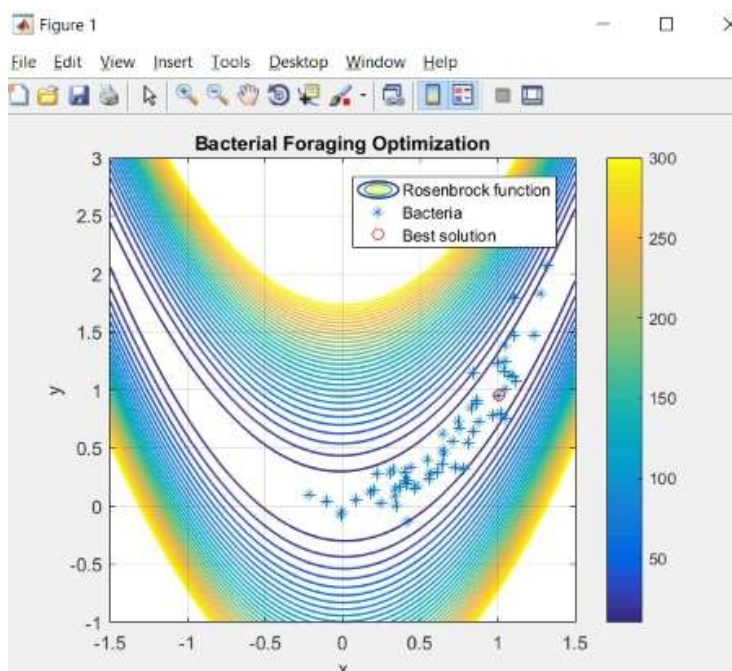 Figure 1
File Edit View Insert Tools Desktop Window Help
Bacterial Foraging Optimization
Rosenbrock function
Bacteria
Best solution
3
2.5
2
1.5
1
0.5
0
-0.5
-1
y
-1.5 -1 -0.5 0 0.5 1 1.5
x
300
250
200
150
100
50